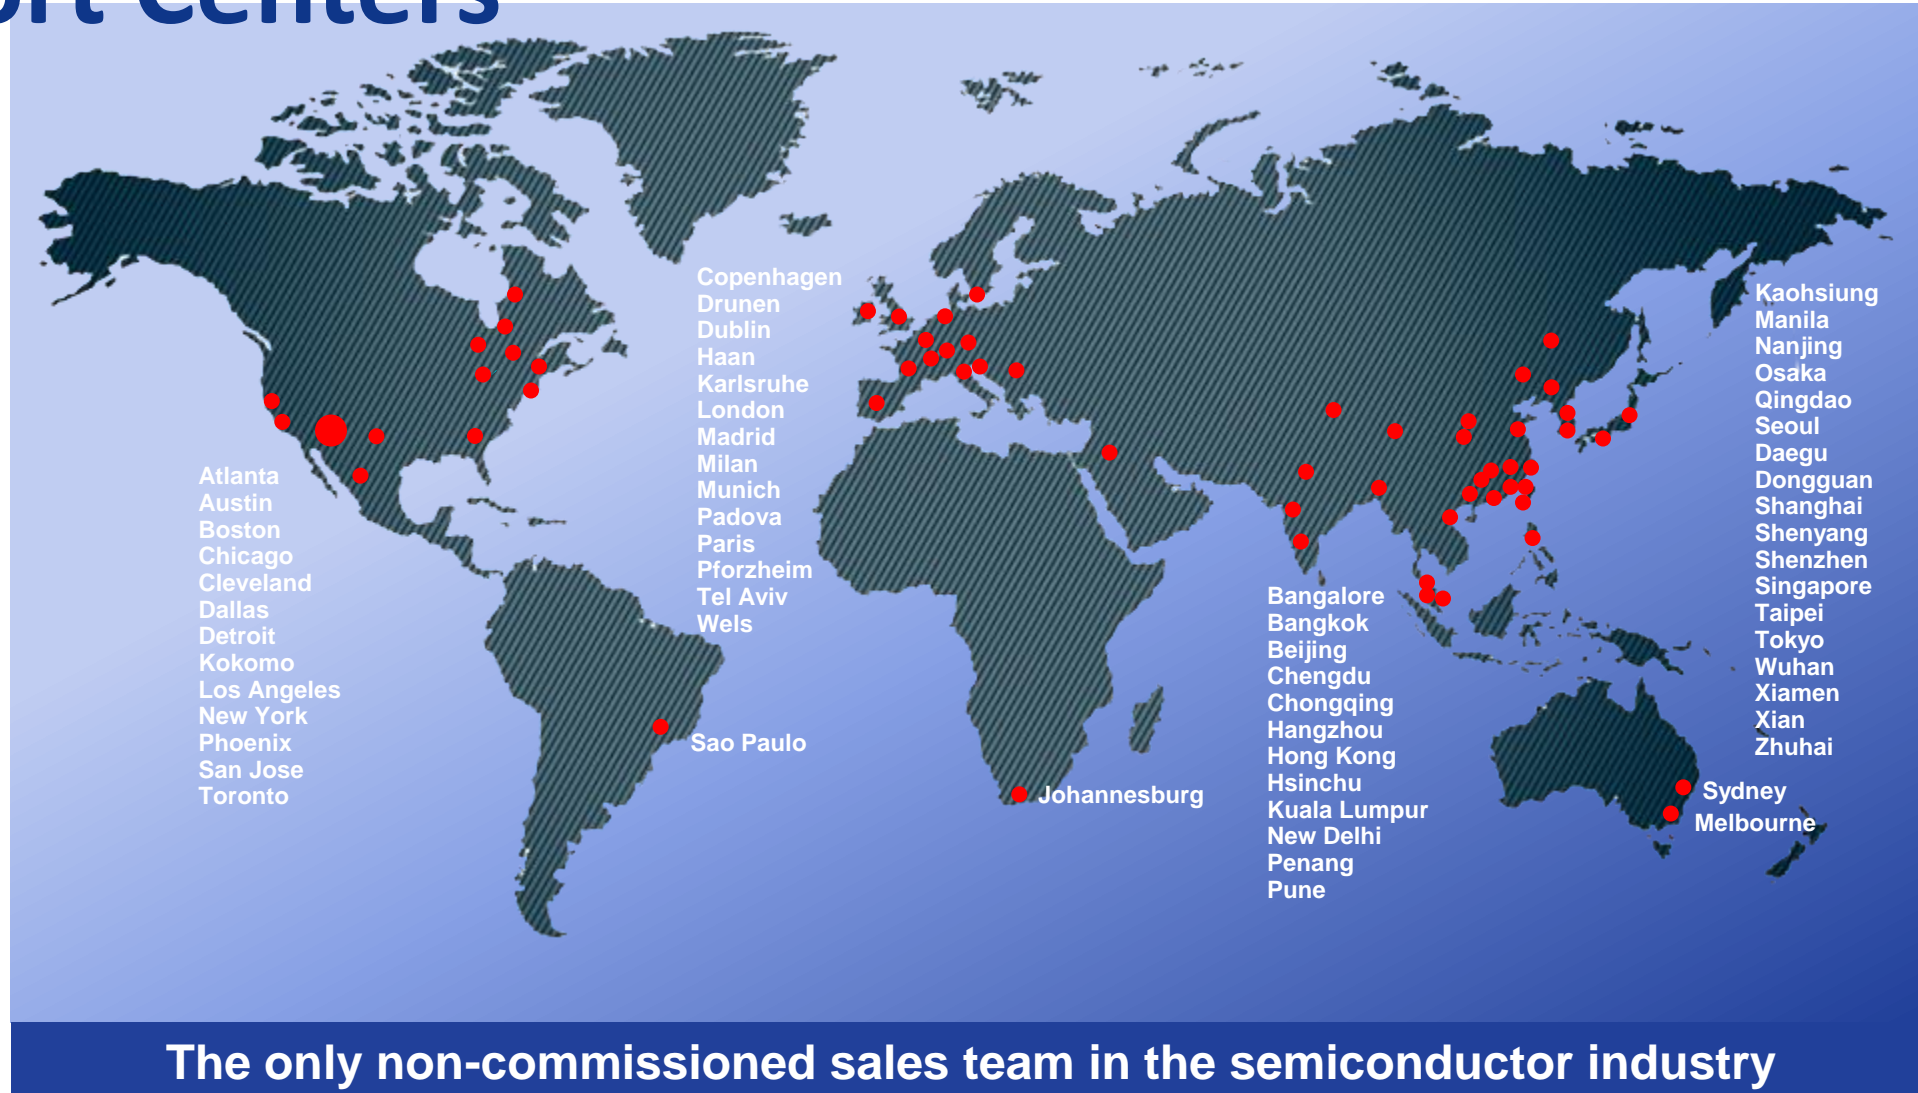 Centers
Copenhagen
Drunen
Dublin
Haan
Karlsruhe
London
Madrid
Milan
Munich
Padova
Paris
Pforzheim
Tel Aviv
Wels
Kaohsiung
Manila
Nanjing
Osaka
Qingdao
Seoul
Daegu
Dongguan
Shanghai
Shenyang
Shenzhen
Singapore
Taipei
Tokyo
Wuhan
Xiamen
Xian
Zhuhai
Atlanta
Austin
Boston
Chicago
Cleveland
Dallas
Detroit
Kokomo
Los Angeles
New York
Phoenix
San Jose
Toronto
Bangalore
Bangkok
Beijing
Chengdu
Chongqing
Hangzhou
Hong Kong
Hsinchu
Kuala Lumpur
New Delhi
Penang
Pune
Sao Paulo
Johannesburg
Sydney
Melbourne
The only non-commissioned sales team in the semiconductor industry